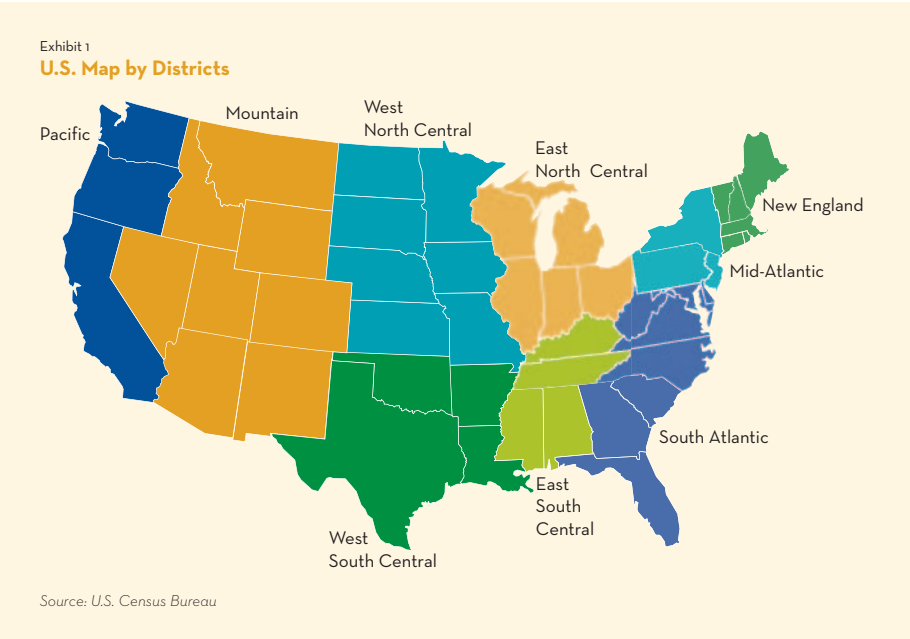 Exhibit 1
U.S. Map by Districts
Pacific
Mountain
West
North Central
East
North Central
New England
Mid-Atlantic
South Atlantic
East
South
Central
West
South Central
Source: U.S. Census Bureau